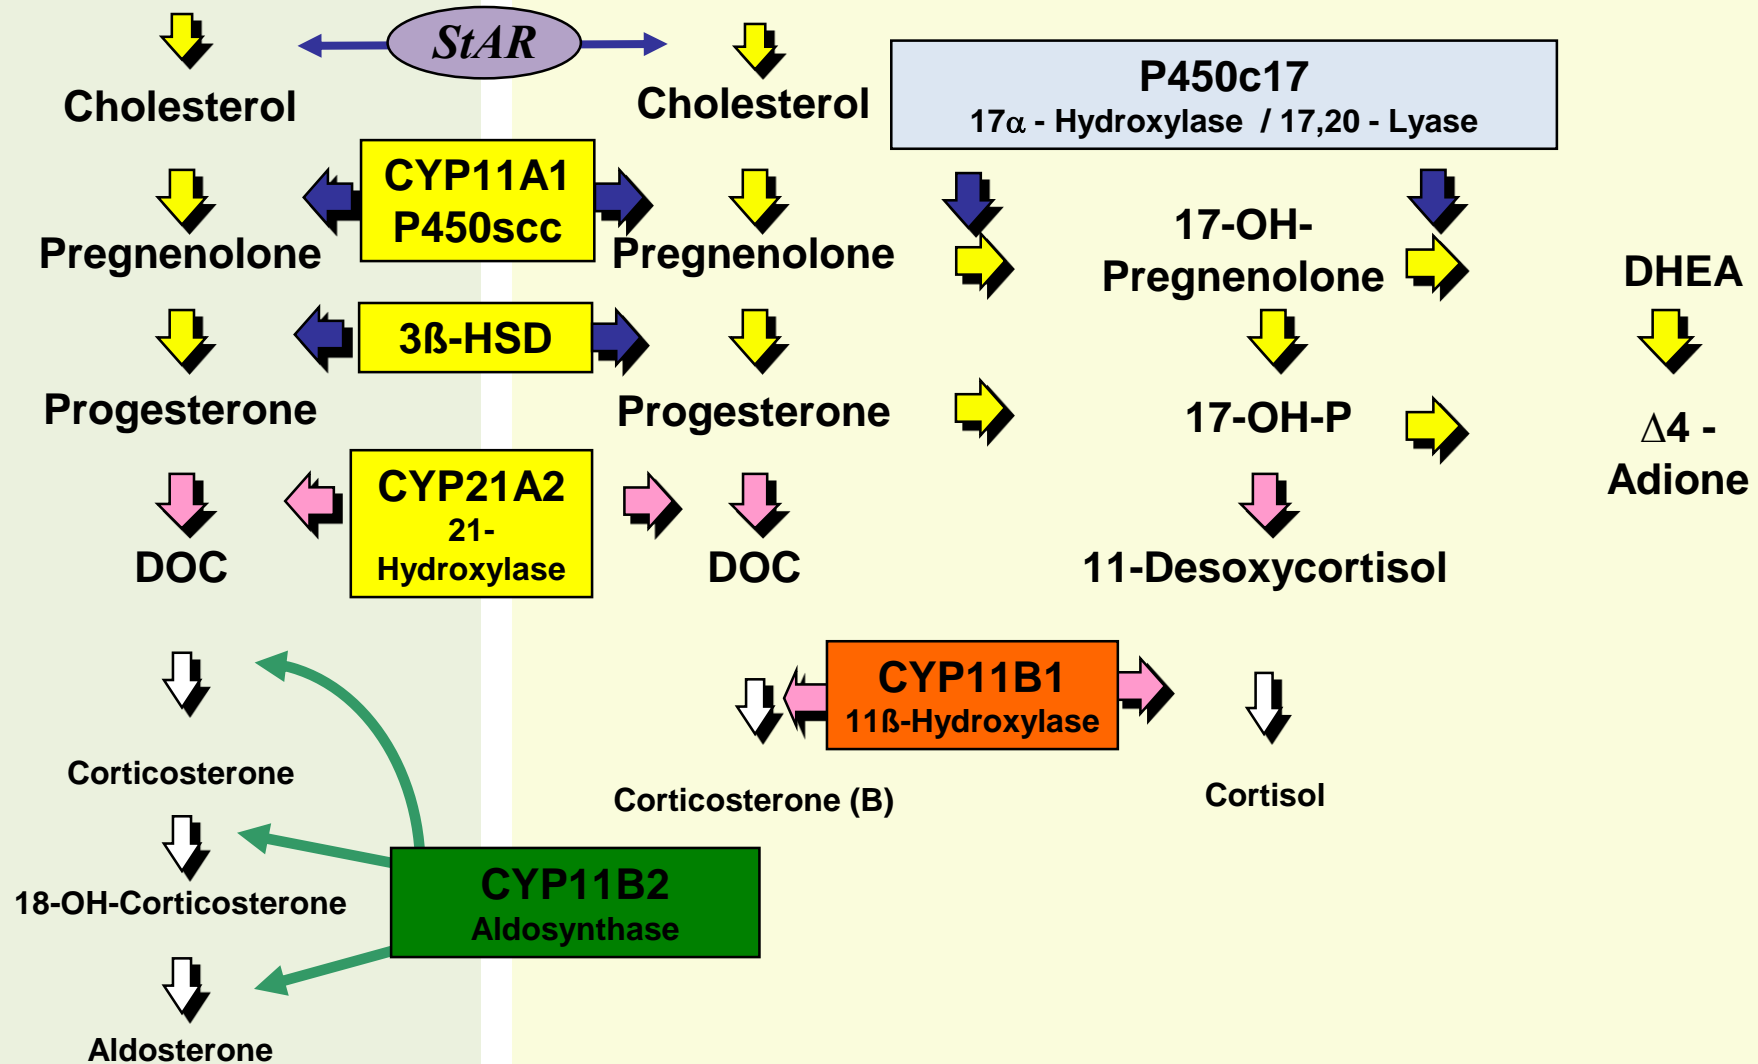 StAR
Cholesterol
Cholesterol
P450c17
17α - Hydroxylase / 17,20 - Lyase
CYP11A1
P450scc
Pregnenolone
Pregnenolone
17-OH-
Pregnenolone
DHEA
3ß-HSD
Progesterone
Progesterone
17-OH-P
Δ4 -
Adione
CYP21A2
21-
Hydroxylase
DOC
DOC
11-Desoxycortisol
CYP11B1
11ß-Hydroxylase
Corticosterone
Corticosterone (B)
Cortisol
CYP11B2
Aldosynthase
18-OH-Corticosterone
Aldosterone